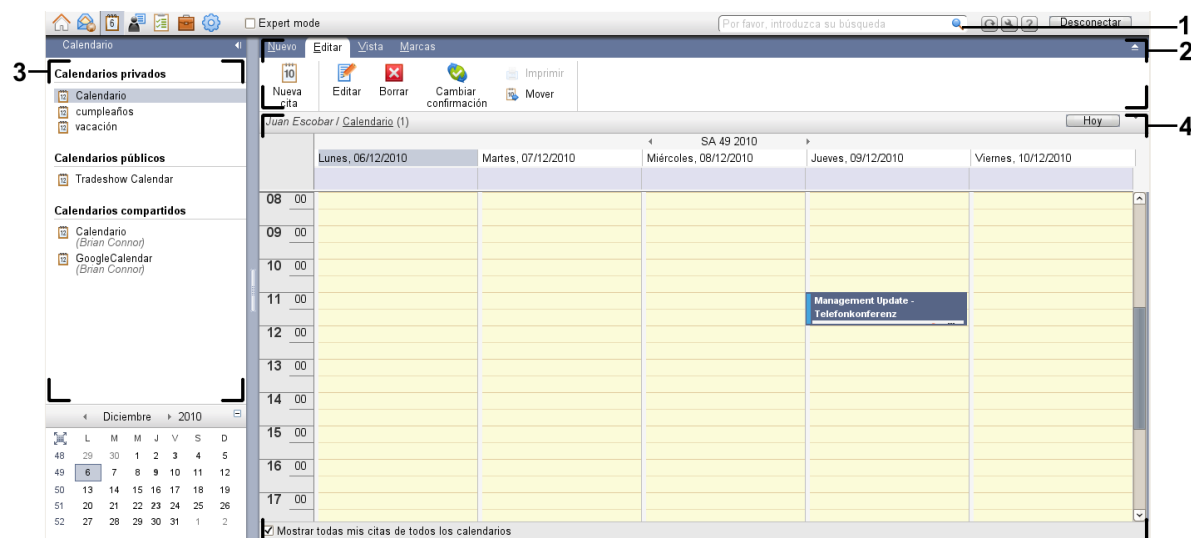 Expert mode
Por favor, introduzca su búsqueda
Desconectar
1
Calendario
Nuevo Editar Vista Marcas
2
3
Calendarios privados
Calendario
cumpleaños
vacación
Calendarios públicos
Tradeshow Calendar
Calendarios compartidos
Calendario
(Brian Connor)
GoogleCalendar
(Brian Connor)
Nueva cita
Editar
Borrar
Cambiar confirmación
Imprimir
Mover
Juan Escobar / Calendario (1)
Hoy
4
SA 49 2010
Lunes, 06/12/2010 Martes, 07/12/2010 Miércoles, 08/12/2010 Jueves, 09/12/2010 Viernes, 10/12/2010
08 00
09 00
10 00
11 00
Management Update -
Telefonkonferenz
12 00
13 00
14 00
15 00
16 00
17 00
Mostrar todas mis citas de todos los calendarios
Diciembre 2010
L M M J V S D
48 29 30 1 2 3 4 5
49 6 7 8 9 10 11 12
50 13 14 15 16 17 18 19
51 20 21 22 23 24 25 26
52 27 28 29 30 31 1 2